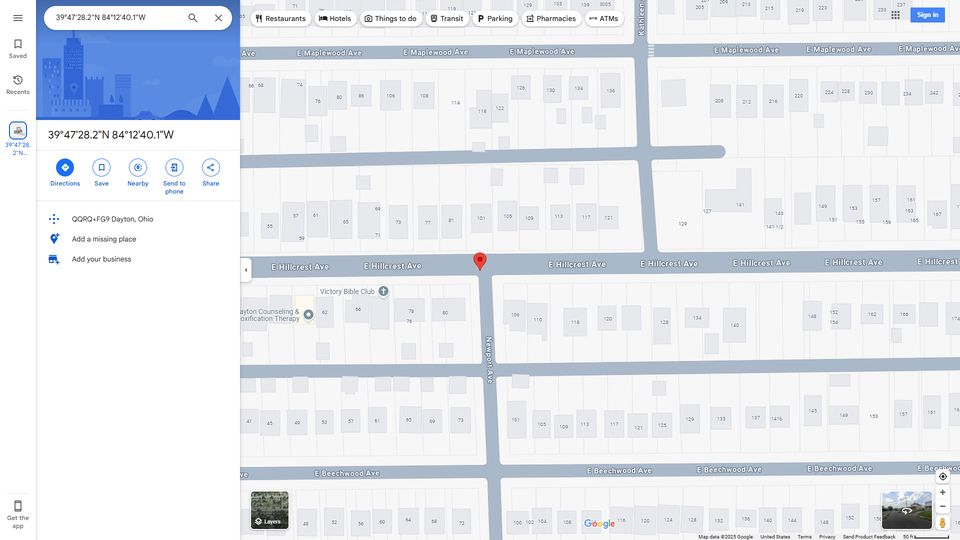 39°47'28.2"N 84°12'40.1"W
Restaurants
Hotels
Things to do
Transit
Parking
Pharmacies
ATMs
Sign in
Saved
Recents
39°47'28.
2"N...
39°47'28.2"N 84°12'40.1"W
Directions
Save
Nearby
Send to
phone
Share
QQRQ+FG9 Dayton, Ohio
Add a missing place
Add your business
Get the
app
Ave
E Maplewood Ave
E Maplewood Ave
E Maplewood Ave
E Maplewood Ave
E Maplewood Ave
Kathleen
66 68 74 76 80 86 106 108 114 118 122 126 130 134 136
208 212 216 220 224 228 230 234 242
55 57 59 61 65 69 71 73 77 81 101 105 109 113 117 121
129 127 141 143 141 1/2 149 151 153 155 157 159 161 163 165 167
E Hillcrest Ave
E Hillcrest Ave
E Hillcrest Ave
E Hillcrest Ave
E Hillcrest Ave
E Hillcrest Ave
E Hillcrest
Victory Bible Club
ayton Counseling &
oxification Therapy
62 66 76 78 80 106 110 118 120 128 134 140 148 152 154 162 166
Newport Ave
41 45 49 53 57 61 65 69 73 101 105 109 113 117 121 125 129 133 137 141b 145 149 153 157 161
ve
E Beechwood Ave
E Beechwood Ave
E Beechwood Ave
E Beechwood Ave
48 52 56 60 64 68 72 100 102 104 108 116 120 124 128 136 140 148 152
Layers
Google
Map data ©2025 Google United States Terms Privacy Send Product Feedback 50 ft